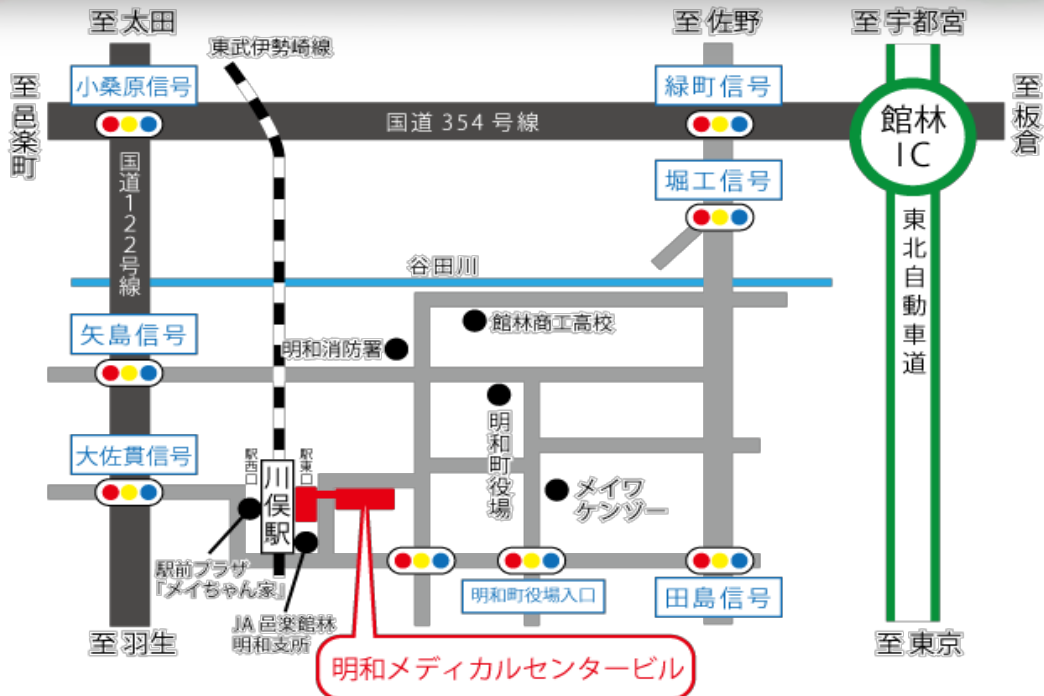 至太田
至佐野
至宇都宮
東武伊勢崎線
至邑楽町
小桑原信号
緑町信号
至板倉
国道354号線
館林
IC
国道122号線
堀工信号
東北自動車道
谷田川
館林商工高校
矢島信号
明和消防署
明和町役場
大佐貫信号
駅西口
駅東口
川俣駅
メイワ
ケンゾー
駅前プラザ
「メイちゃん家」
明和町役場入口
田島信号
JA邑楽館林
明和支所
至羽生
至東京
明和メディカルセンタービル